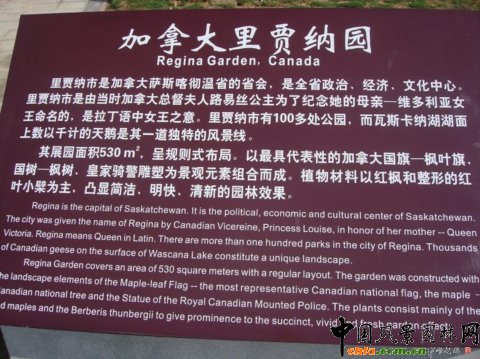 加拿大里贾纳园
Regina Garden, Canada
里贾纳市是加拿大萨斯喀彻温省的省会，是全省政治、经济、文化中心。
里贾纳市是由当时加拿大总督夫人路易丝公主为了纪念她的母亲—维多利亚女
王命名的，是拉丁语中女王之意。里贾纳市有100多处公园，而瓦斯卡纳湖湖面
上数以千计的天鹅是其一道独特的风景线。
其展园面积530㎡，呈规则式布局。以最具代表性的加拿大国旗—枫叶旗，
国树—枫树，皇家骑警雕塑为景观元素组合而成。植物材料以红枫和整形的红
叶小檗为主，凸显简洁，明快，清新的园林效果。
Regina is the capital of Saskatchewan. It is the political, economic and cultural center of Saskatchewan.
The city was given the name of Regina by Canadian Vicereine, Princess Louise, in honor of her mother -- Queen
Victoria. Regina means Queen in Latin. There are more than one hundred parks in the city of Regina. Thousands
of Canadian geese on the surface of Wascana Lake constitute a unique landscape.
Regina Garden covers an area of 530 square meters with a regular layout. The garden was constructed with
the landscape elements of the Maple-leaf Flag -- the most representative Canadian national flag, the maple --
Canadian national tree and the Statue of the Royal Canadian Mounted Police. The plants consist mainly of the
red maples and the Berberis thunbergii to give prominence to the succinct, vivid and fresh garden effects.
中国风景图片网